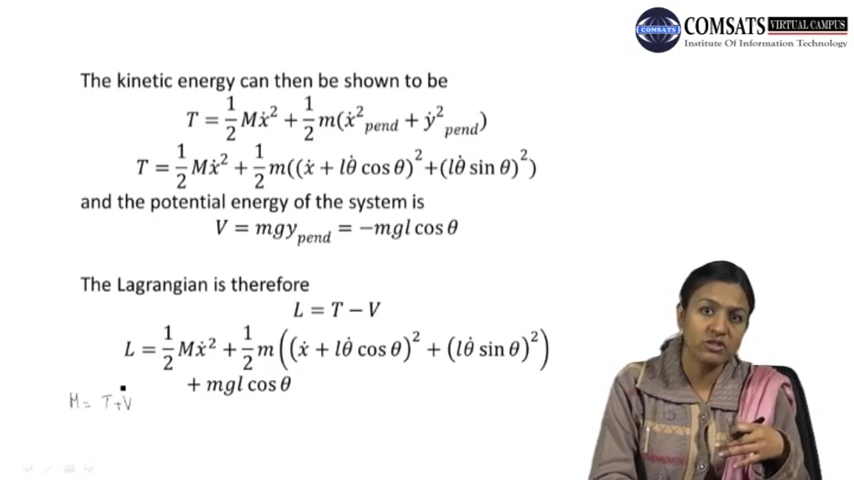 COMSATS COMSATS VIRTUAL CAMPUS
Institute Of Information Technology
The kinetic energy can then be shown to be
T = 1/2 Mẋ² + 1/2 m(ẋ²pend + ẏ²pend)
T = 1/2 Mẋ² + 1/2 m((ẋ + lθ̇ cos θ)²+(lθ̇ sin θ)²)
and the potential energy of the system is
V = mgy_pend = −mgl cos θ
The Lagrangian is therefore
L = T − V
L = 1/2 Mẋ² + 1/2 m((ẋ + lθ̇ cos θ)² + (lθ̇ sin θ)²)
+ mgl cos θ
H = T+V